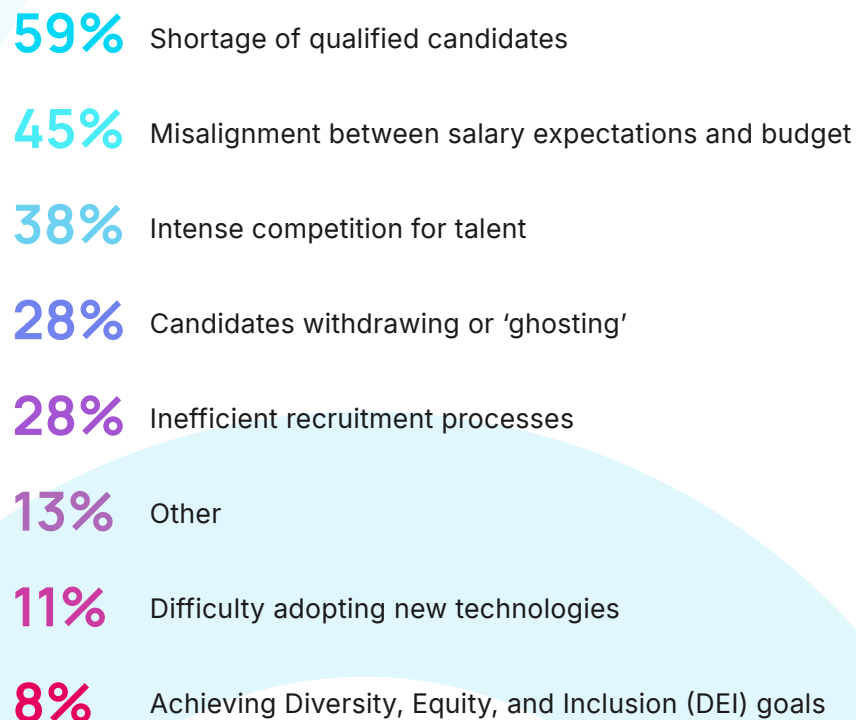 59% Shortage of qualified candidates
45% Misalignment between salary expectations and budget
38% Intense competition for talent
28% Candidates withdrawing or ‘ghosting’
28% Inefficient recruitment processes
13% Other
11% Difficulty adopting new technologies
8% Achieving Diversity, Equity, and Inclusion (DEI) goals